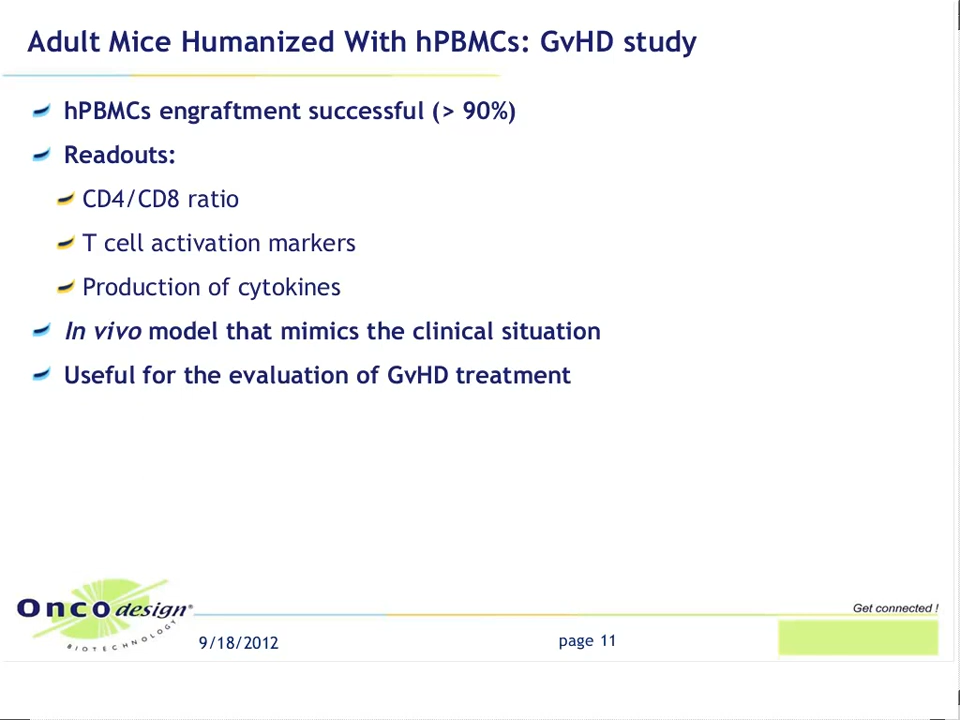 Adult Mice Humanized With hPBMCs: GvHD study
hPBMCs engraftment successful (> 90%)
Readouts:
CD4/CD8 ratio
T cell activation markers
Production of cytokines
In vivo model that mimics the clinical situation
Useful for the evaluation of GvHD treatment
Get connected !
Oncodesign®
BIOTECHNOLOGY
9/18/2012
page 11